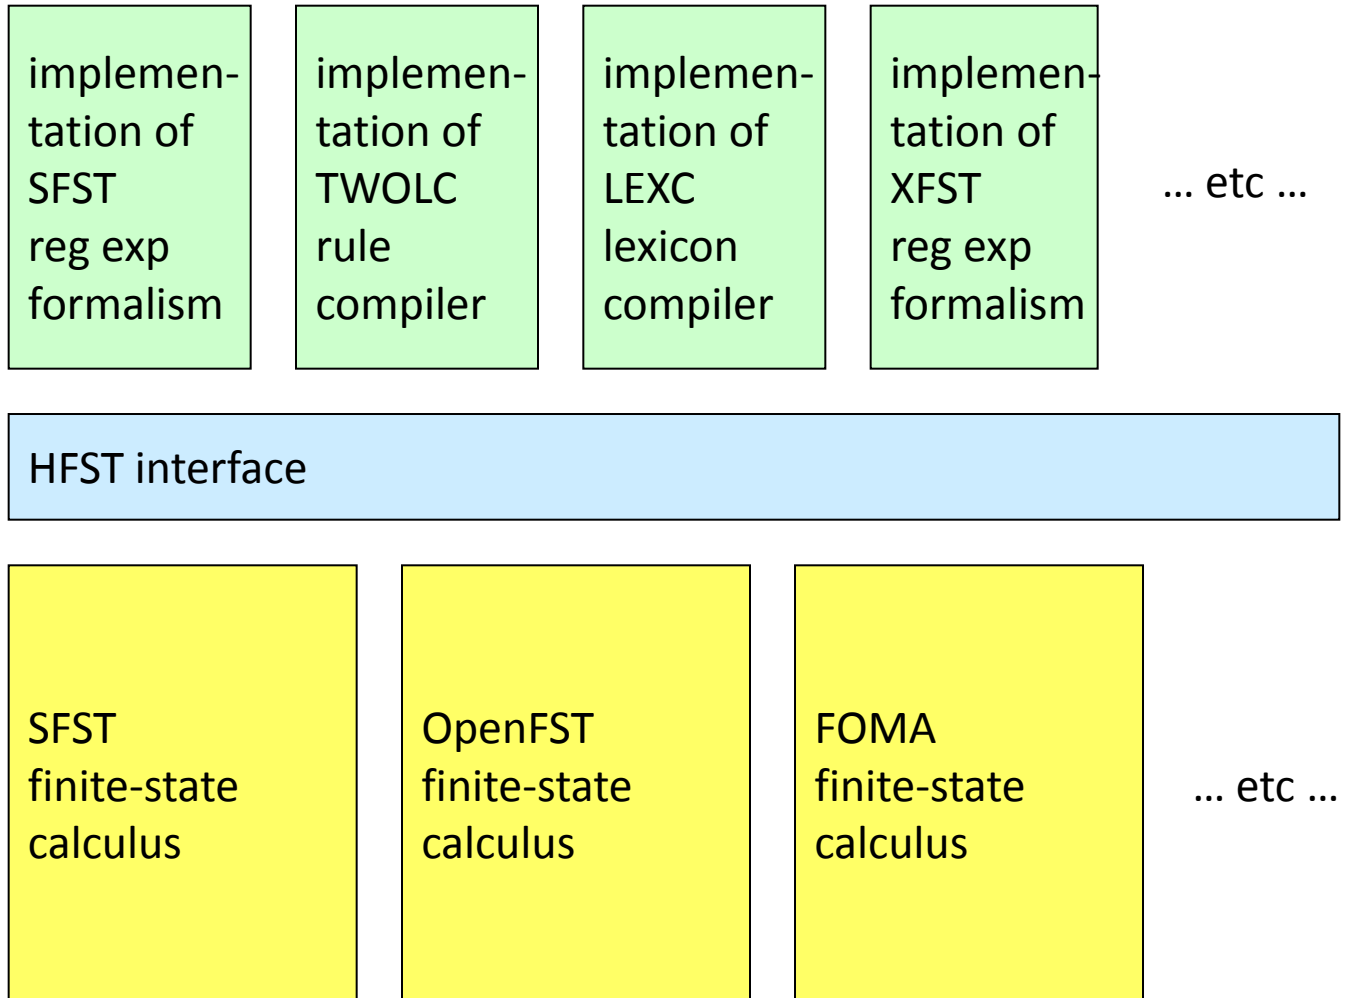 implemen-
tation of
SFST
reg exp
formalism
implemen-
tation of
TWOLC
rule
compiler
implemen-
tation of
LEXC
lexicon
compiler
implemen-
tation of
XFST
reg exp
formalism
... etc ...
HFST interface
SFST
finite-state
calculus
OpenFST
finite-state
calculus
FOMA
finite-state
calculus
... etc ...